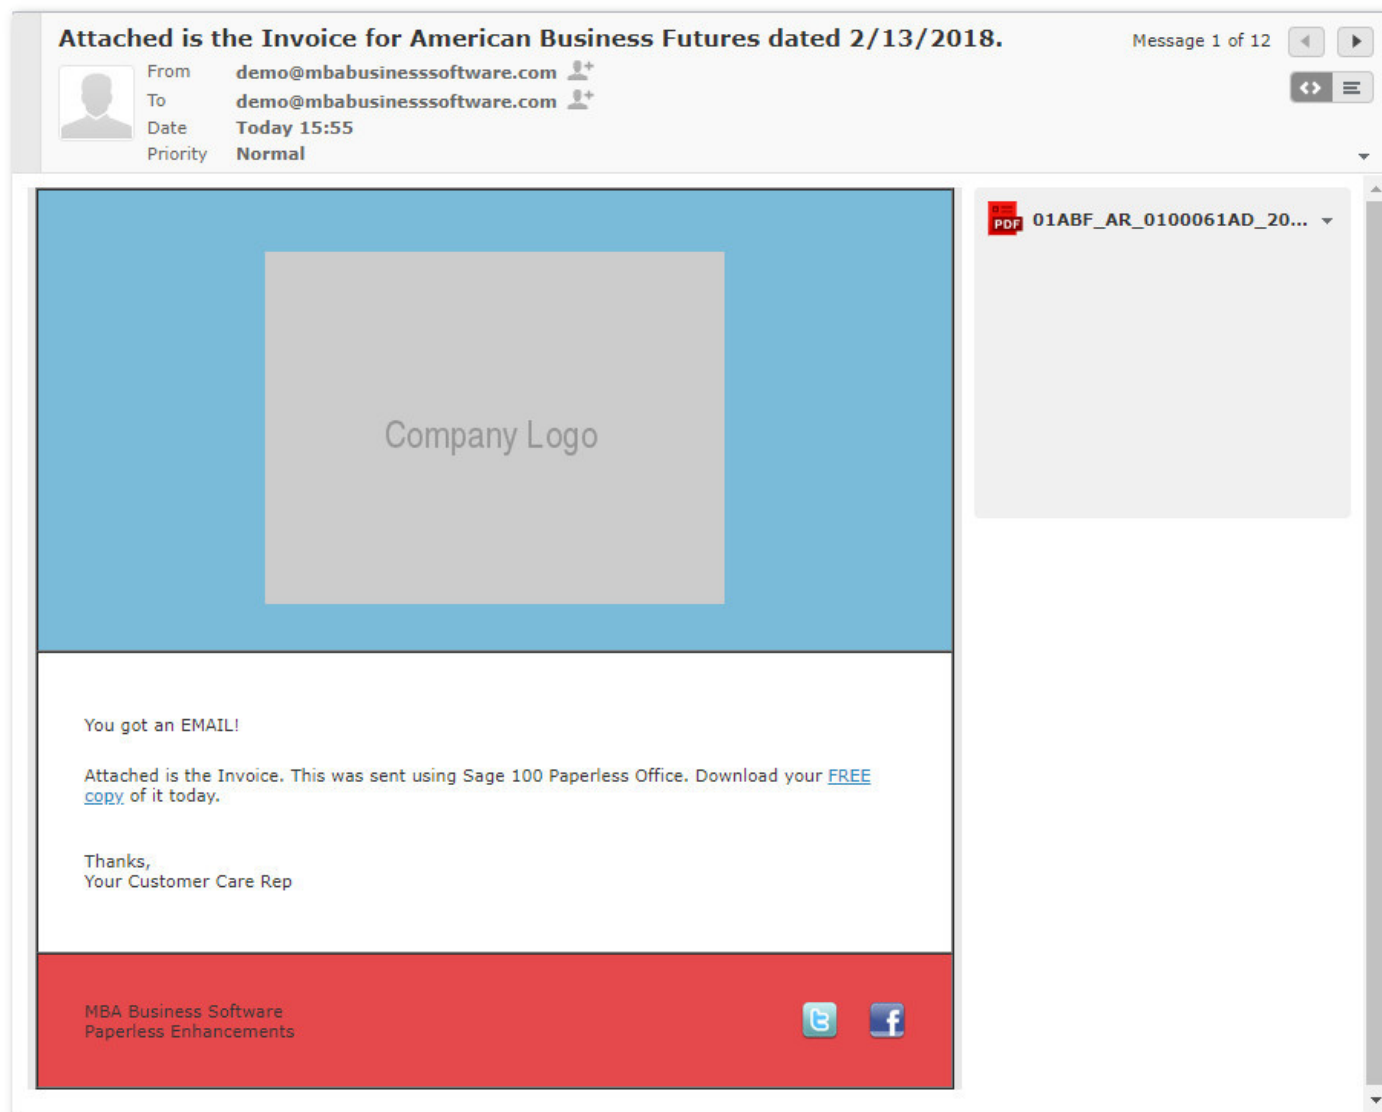 Attached is the Invoice for American Business Futures dated 2/13/2018.
Message 1 of 12
From demo@mbabusinesssoftware.com
To demo@mbabusinesssoftware.com
Date Today 15:55
Priority Normal
PDF 01ABF_AR_0100061AD_20...
Company Logo
You got an EMAIL!
Attached is the Invoice. This was sent using Sage 100 Paperless Office. Download your FREE
copy of it today.
Thanks,
Your Customer Care Rep
MBA Business Software
Paperless Enhancements